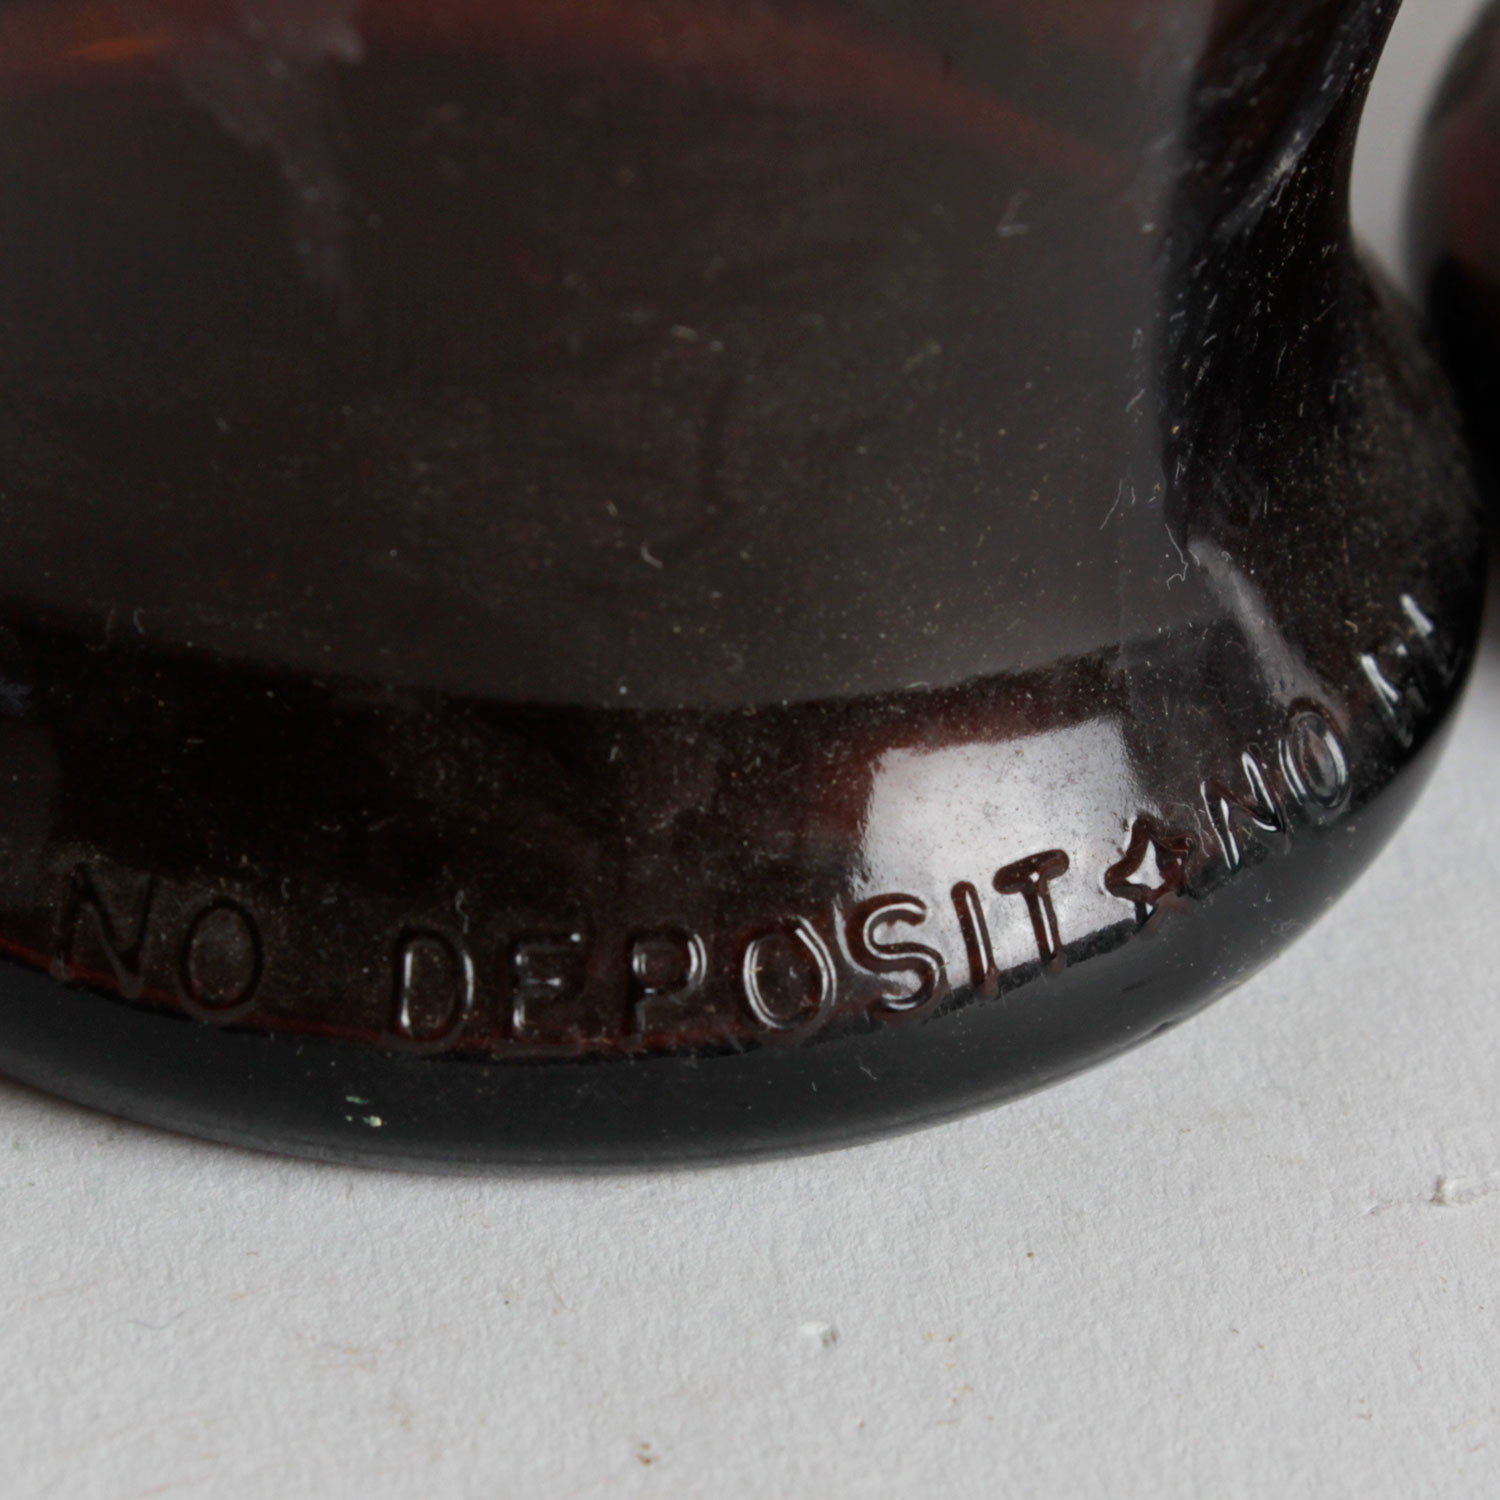 NO DEPOSIT ☆ NO